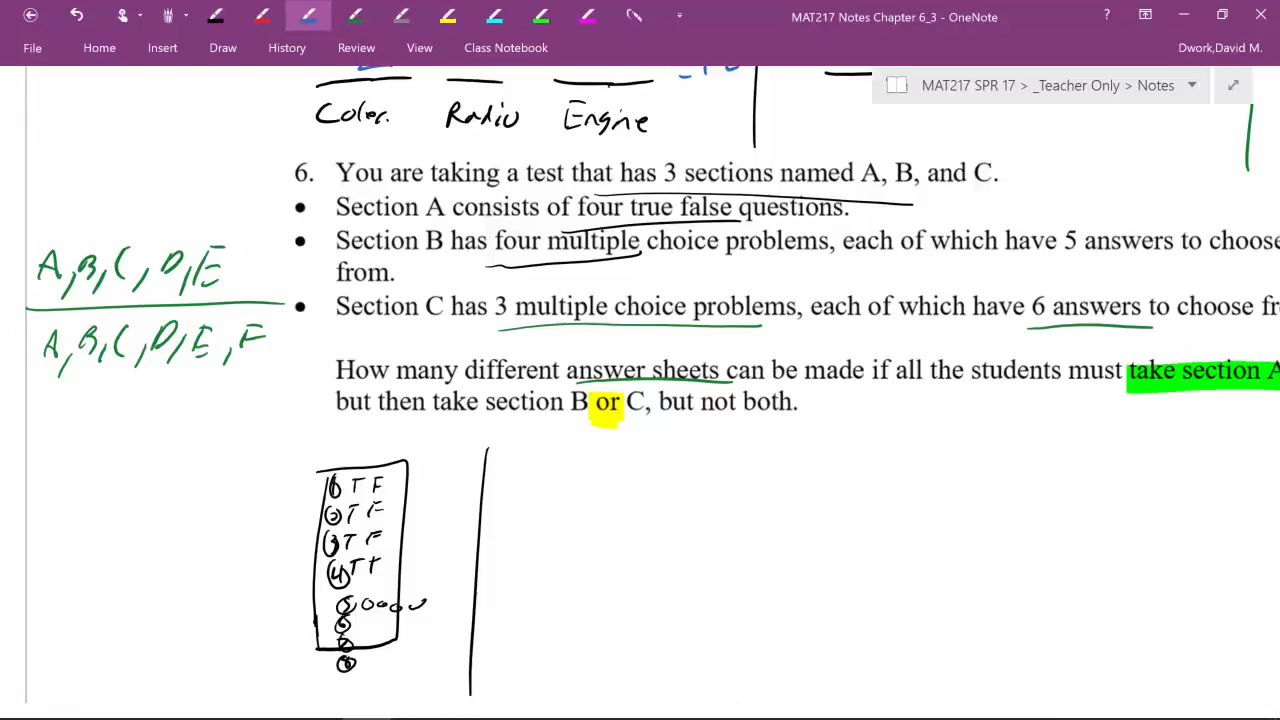 MAT217 Notes Chapter 6_3 - OneNote
?
Dwork,David M.
File Home Insert Draw History Review View Class Notebook
MAT217 SPR 17 > _Teacher Only > Notes
Color. Radio Engine
6. You are taking a test that has 3 sections named A, B, and C.
• Section A consists of four true false questions.
• Section B has four multiple choice problems, each of which have 5 answers to choose
from.
• Section C has 3 multiple choice problems, each of which have 6 answers to choose fr
How many different answer sheets can be made if all the students must take section A
but then take section B or C, but not both.
A, B, C, D, E
A, B, C, D, E, F
1 T F
2 T F
3 T F
4 T F
5
6
7
8